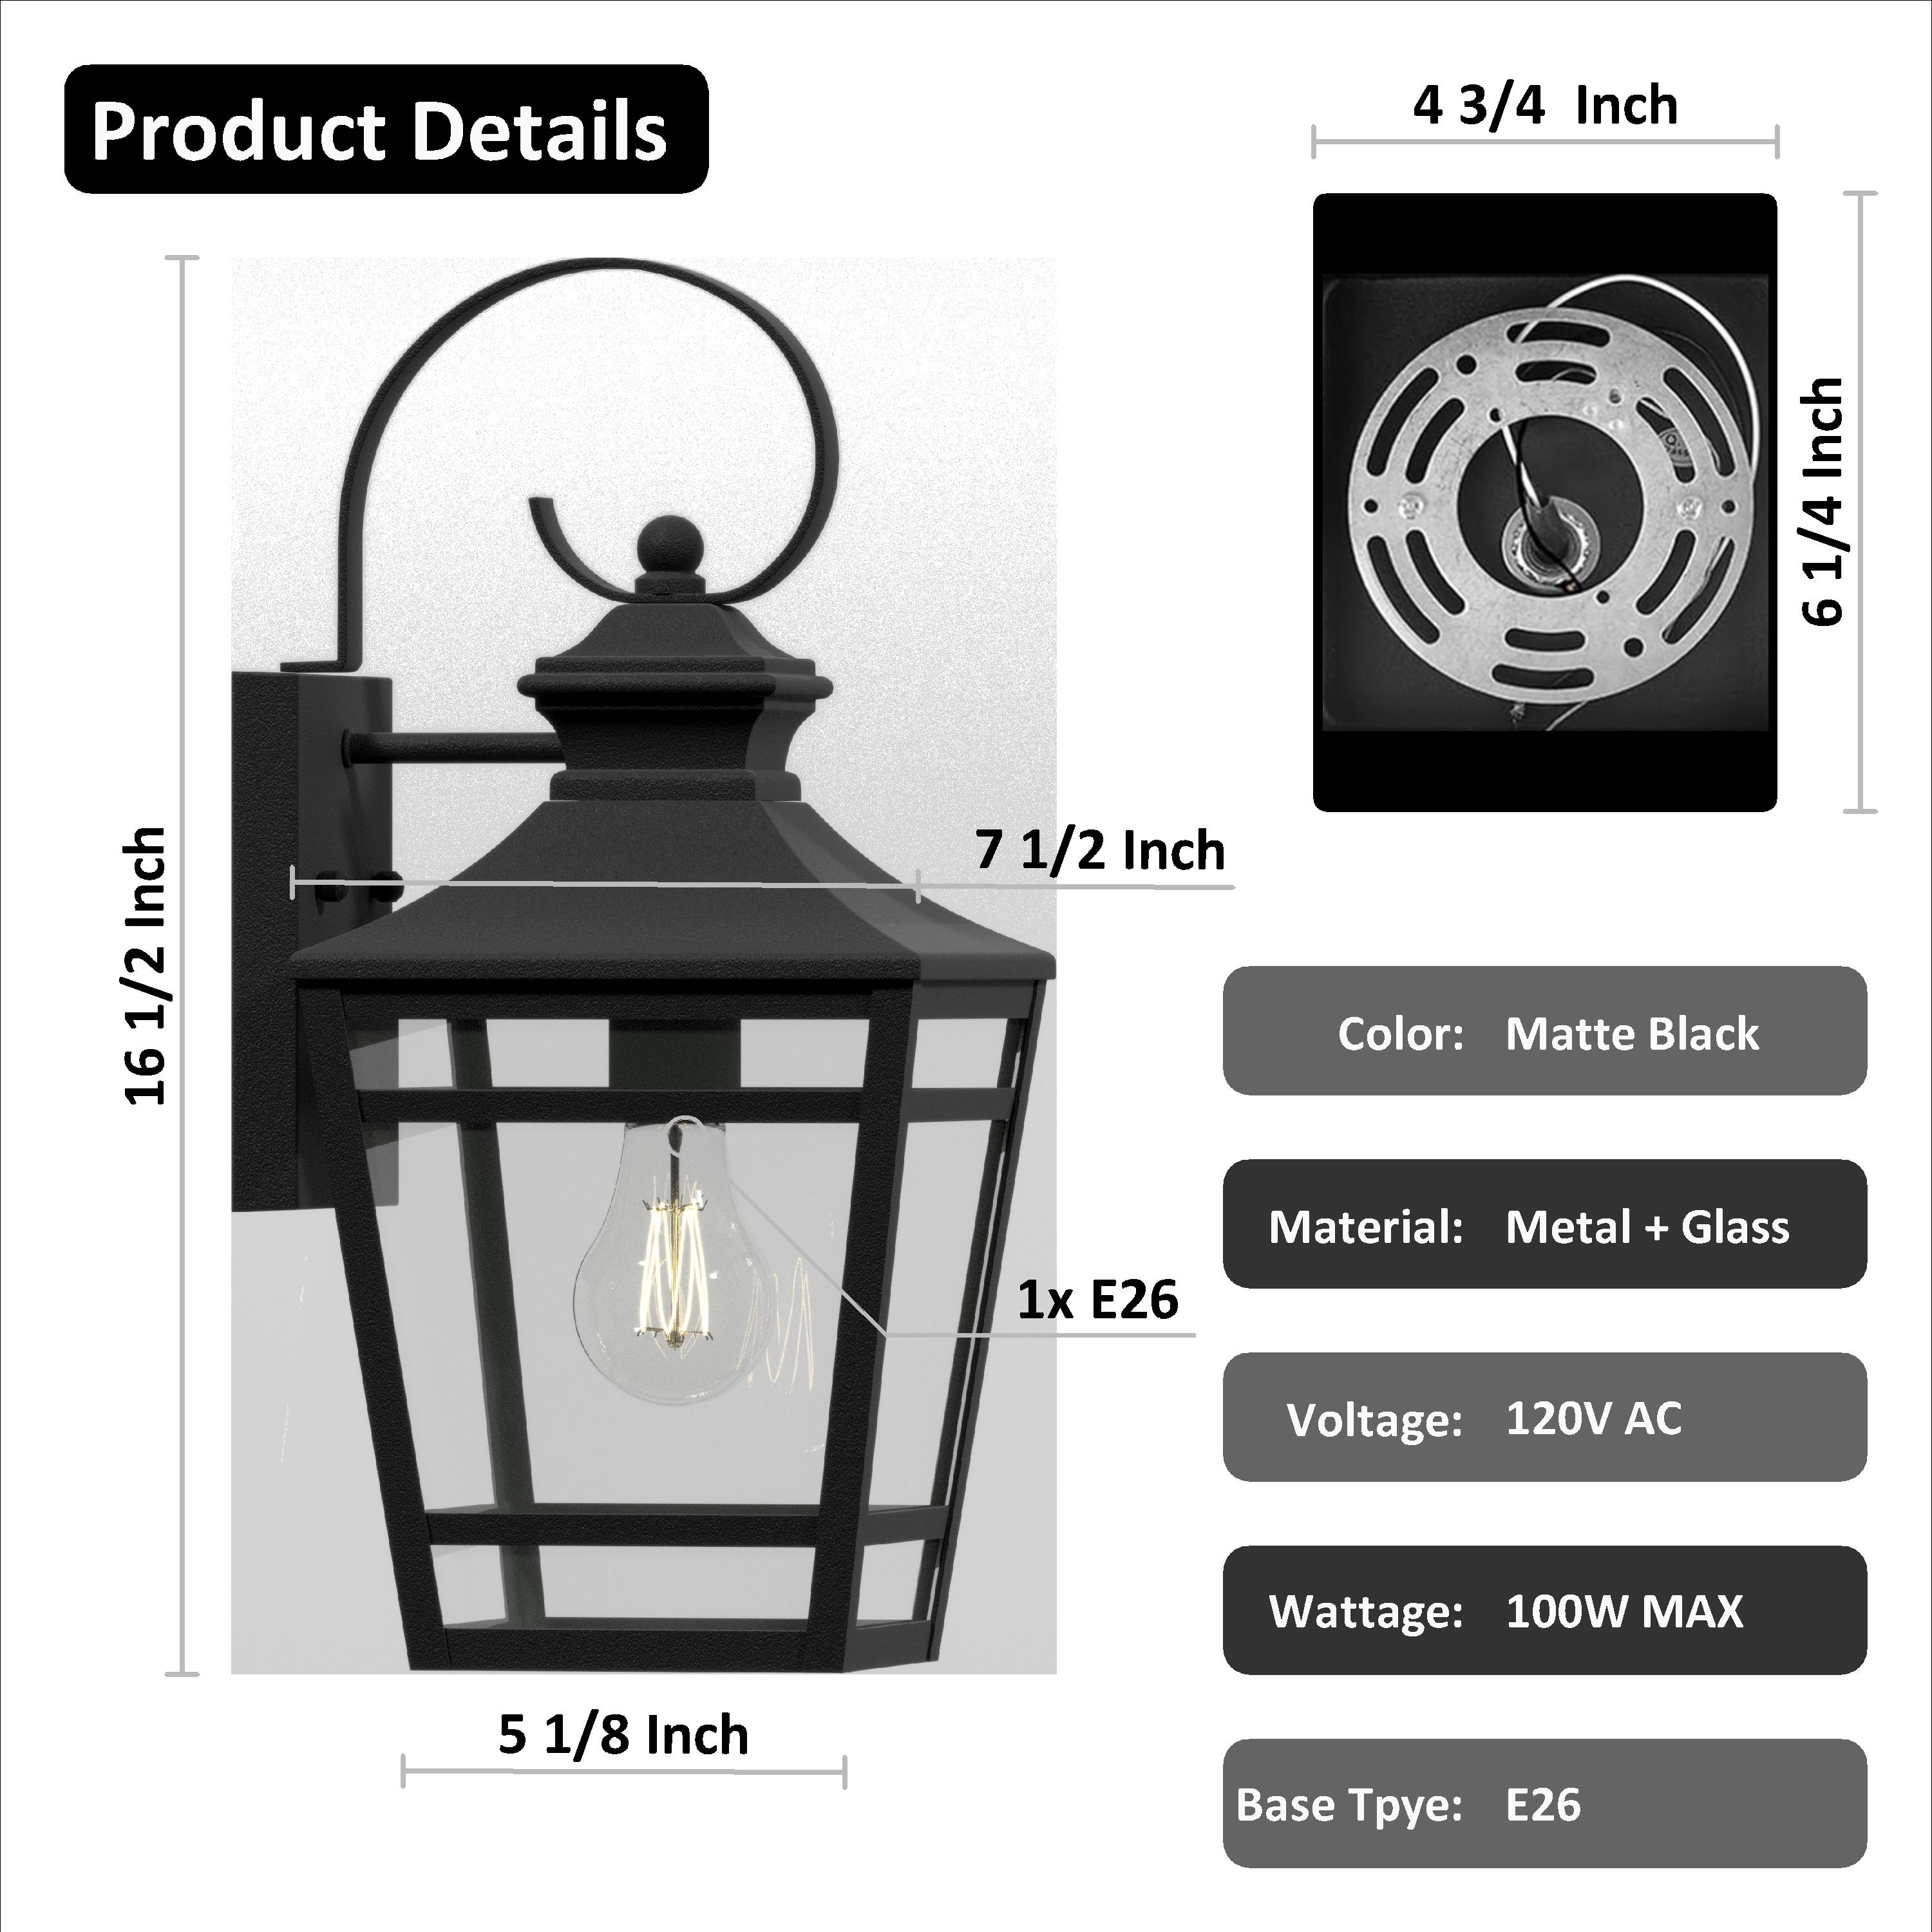 Product Details
4 3/4 Inch
6 1/4 Inch
16 1/2 Inch
7 1/2 Inch
1x E26
5 1/8 Inch
Color: Matte Black
Material: Metal + Glass
Voltage: 120V AC
Wattage: 100W MAX
Base Tpye: E26